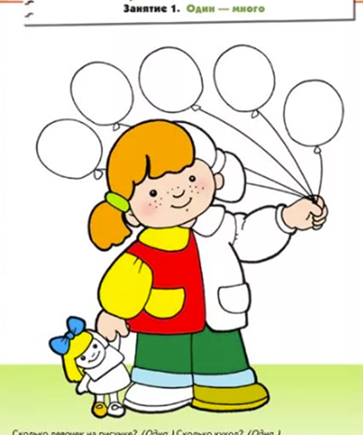 Занятие 1. Один — много
Сколько девочек на рисунке? (Одна.) Сколько кукол? (Одна.)